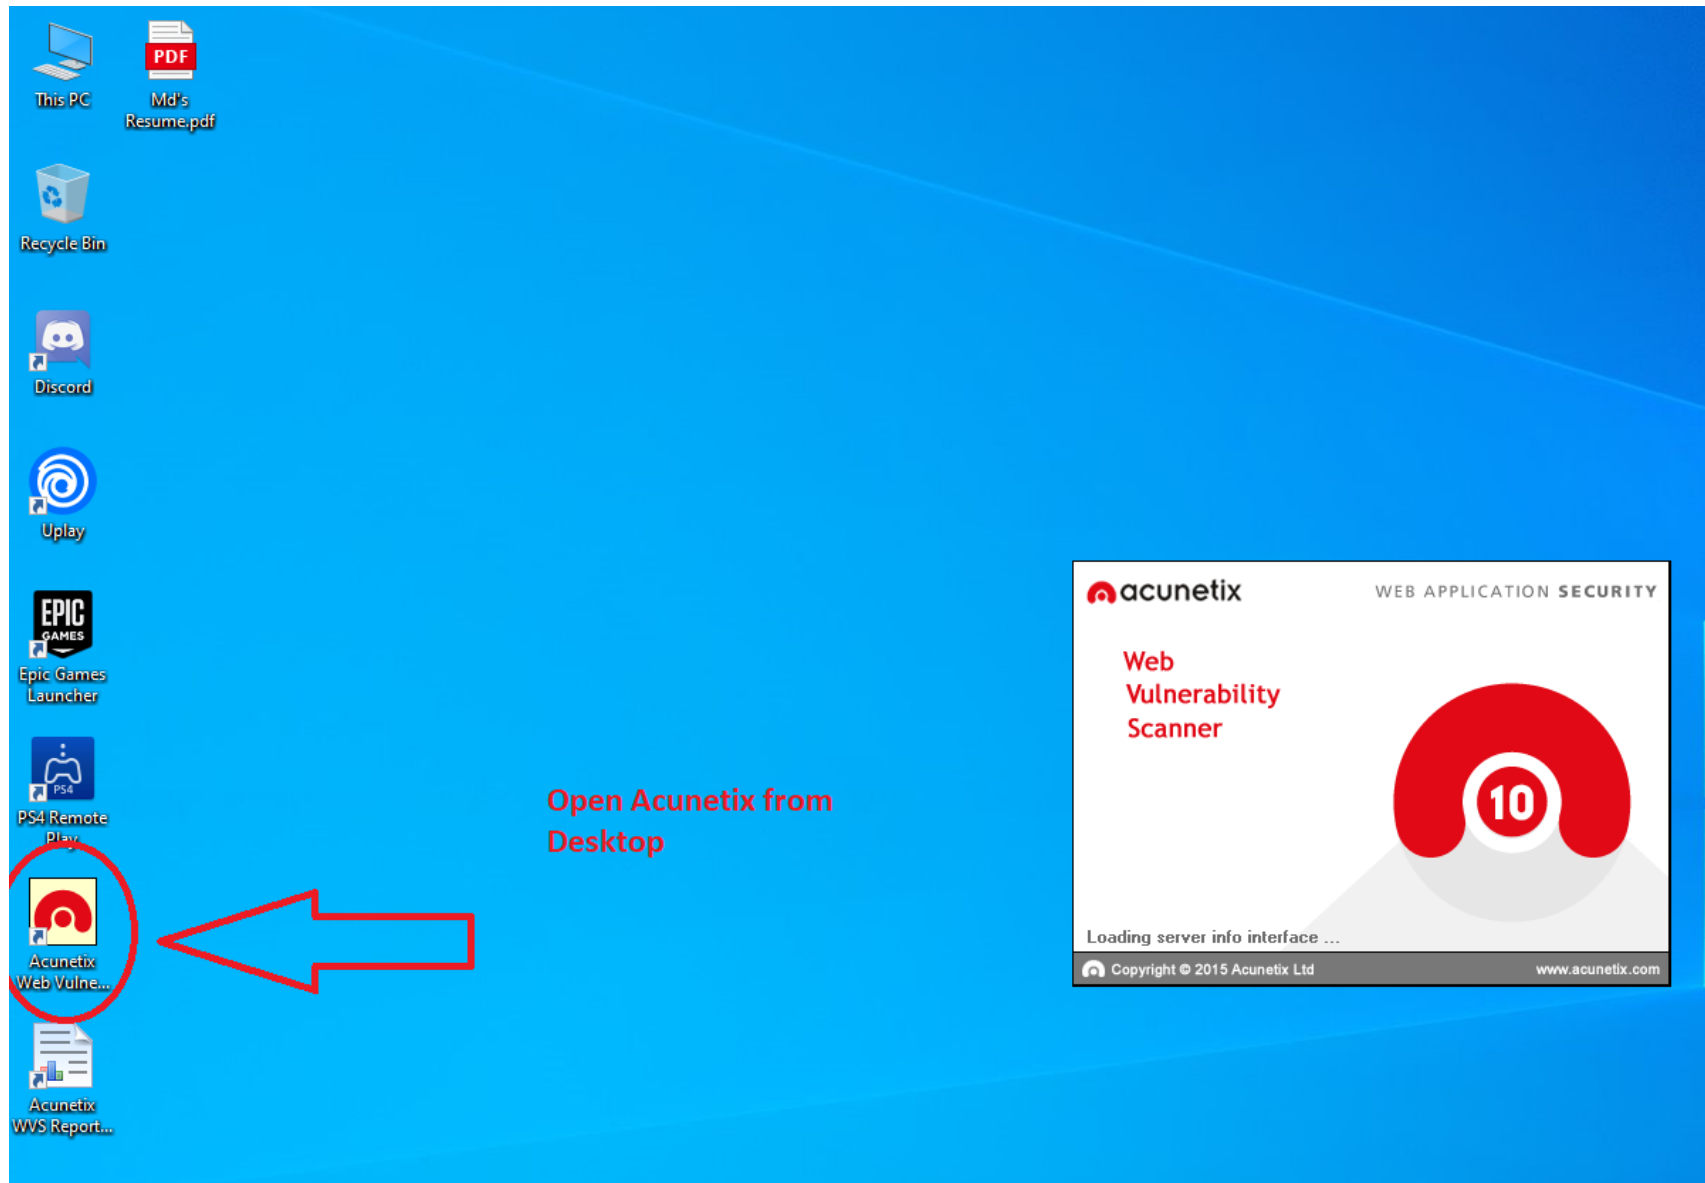 This PC
PDF
Md's
Resume.pdf
Recycle Bin
Discord
Uplay
EPIC
GAMES
Epic Games
Launcher
PS4
PS4 Remote
Play
Acunetix
Web Vulne...
Acunetix
WVS Report...
Open Acunetix from
Desktop
acunetix
WEB APPLICATION SECURITY
Web
Vulnerability
Scanner
10
Loading server info interface ...
Copyright © 2015 Acunetix Ltd
www.acunetix.com